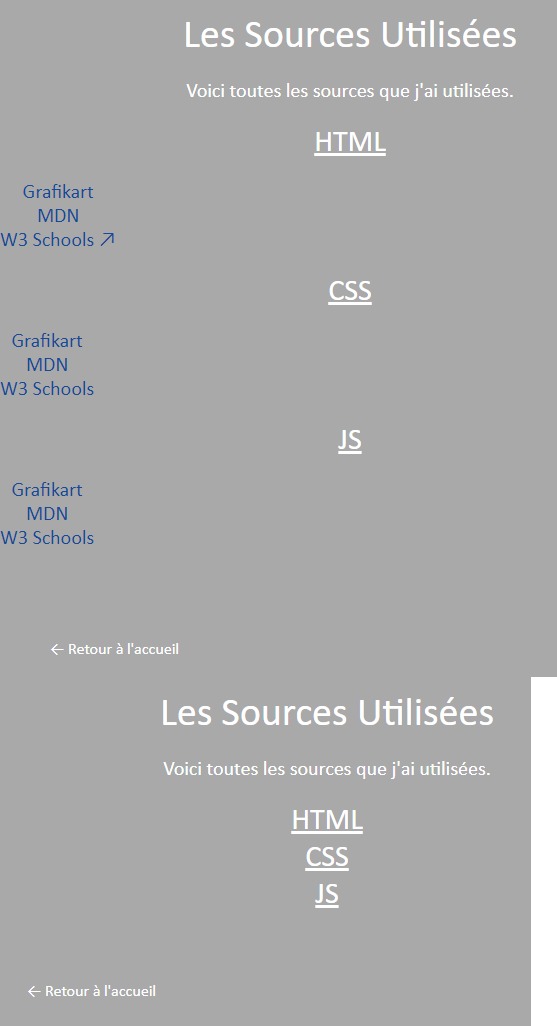 Les Sources Utilisées
Voici toutes les sources que j'ai utilisées.
HTML
Grafikart
MDN
W3 Schools ↗
CSS
Grafikart
MDN
W3 Schools
JS
Grafikart
MDN
W3 Schools
← Retour à l'accueil
Les Sources Utilisées
Voici toutes les sources que j'ai utilisées.
HTML
CSS
JS
← Retour à l'accueil